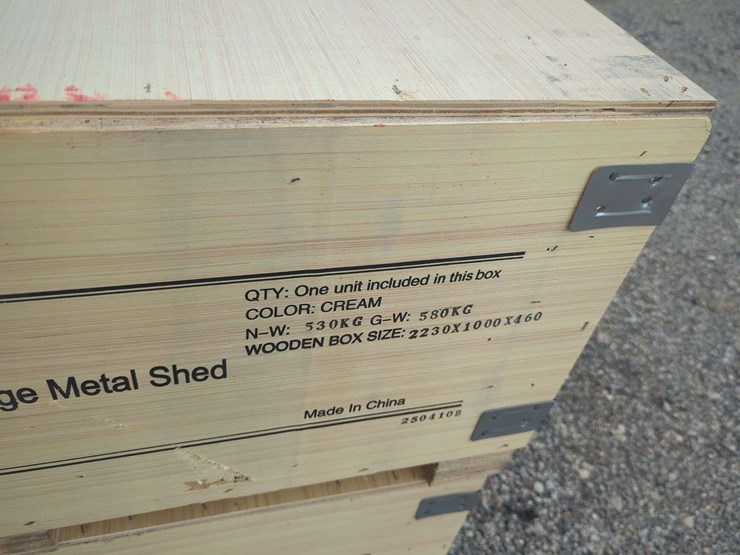 QTY: One unit included in this box
COLOR: CREAM
N-W: 530KG G-W: 580KG
WOODEN BOX SIZE: 2230X1000X460
ge Metal Shed
Made In China
250410B